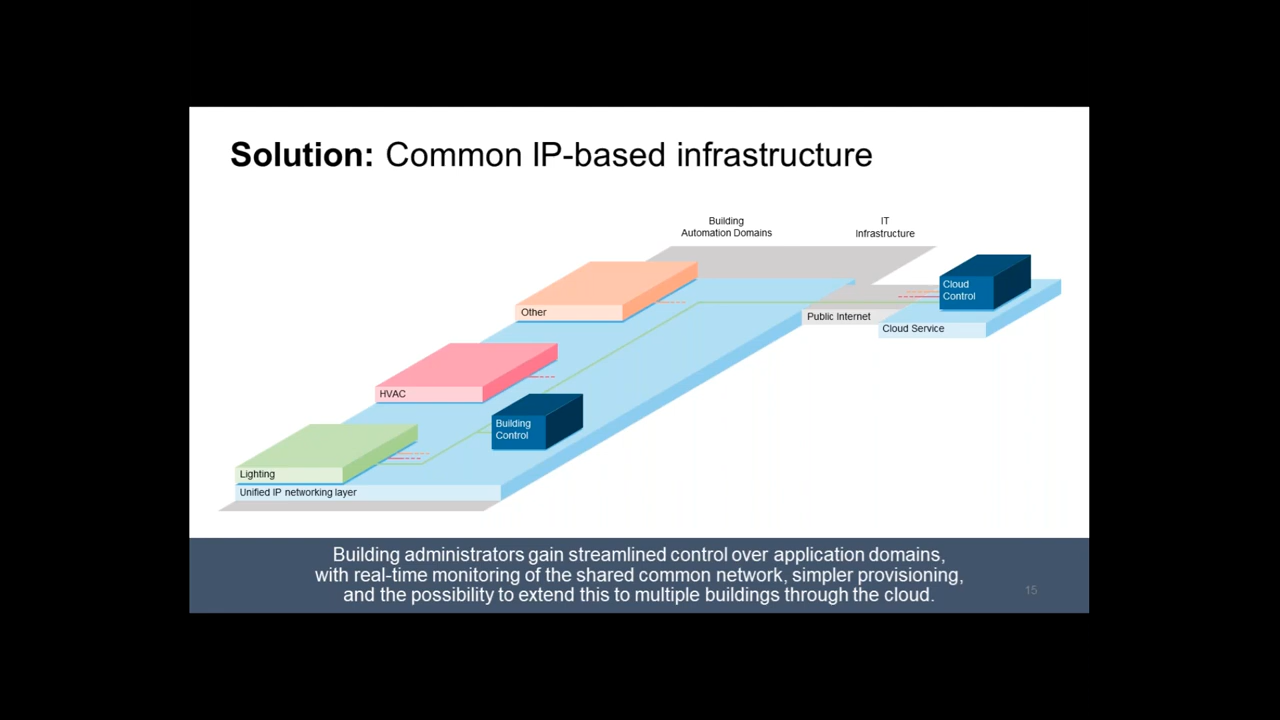 Solution: Common IP-based infrastructure
Building
Automation Domains
IT
Infrastructure
Cloud
Control
Other
Public Internet
Cloud Service
HVAC
Building
Control
Lighting
Unified IP networking layer
Building administrators gain streamlined control over application domains,
with real-time monitoring of the shared common network, simpler provisioning,
and the possibility to extend this to multiple buildings through the cloud.
15